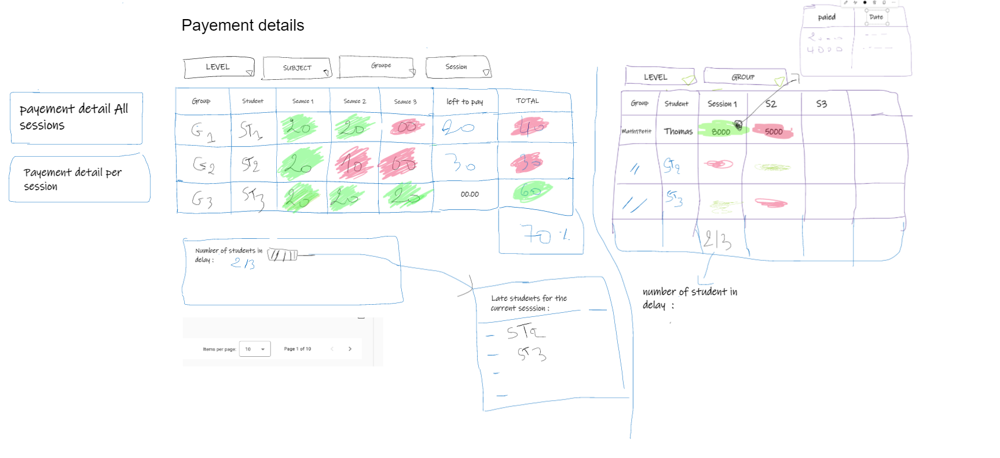 Payement details
paied
Date
4000
LEVEL
SUBJECT
Groupe
Session
LEVEL
GROUP
payement detail All
sessions
Payement detail per
session
Group
Student
Seance 1
Seance 2
Seance 3
left to pay
TOTAL
G1
ST1
20
20
00
20
40
G2
ST2
20
10
00
30
30
G3
ST3
20
20
20
00.00
60
70 %
Number of students in
delay :
2/3
Items per page:
10
Page 1 of 10
Late students for the
current sesssion :
ST2
ST3
Group
Student
Session 1
S2
S3
Math1Petit
Thomas
8000
5000
ST2
ST3
2/3
number of student in
delay :